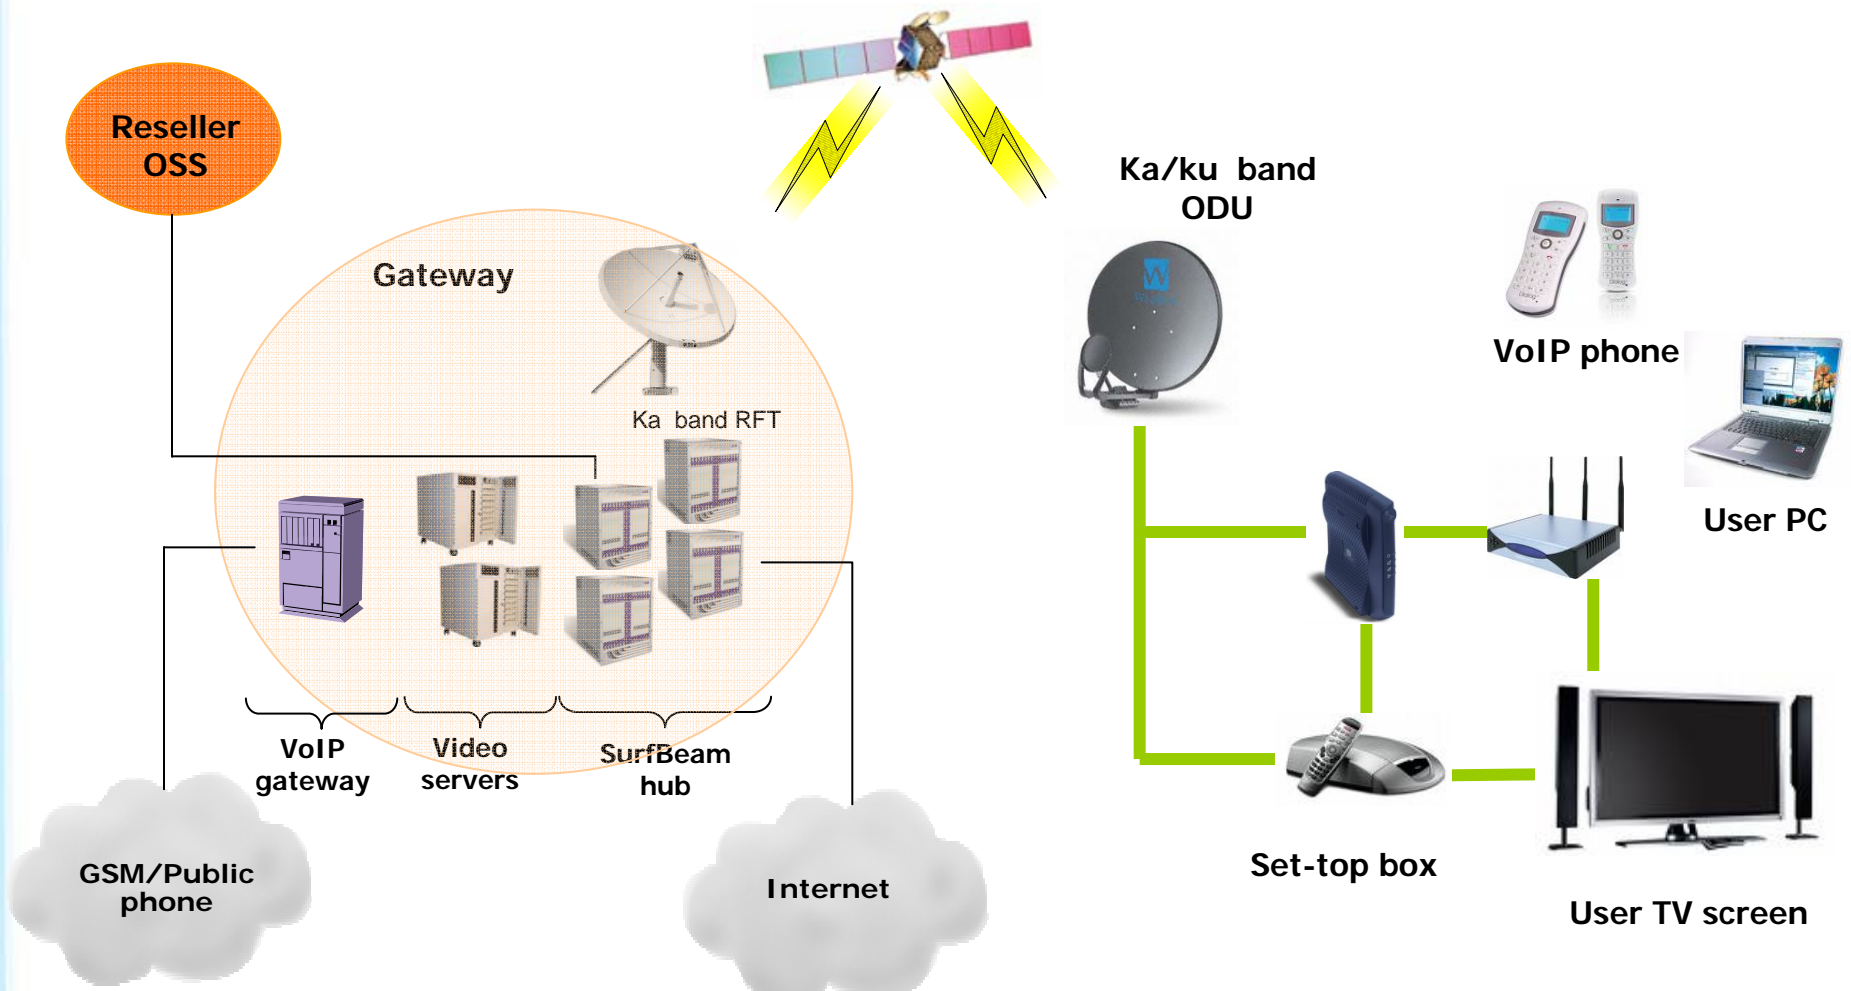 Reseller
OSS
Gateway
Ka band RFT
VoIP
gateway
Video
servers
SurfBeam
hub
GSM/Public
phone
Internet
Ka/ku band
ODU
W
VoIP phone
User PC
Set-top box
User TV screen